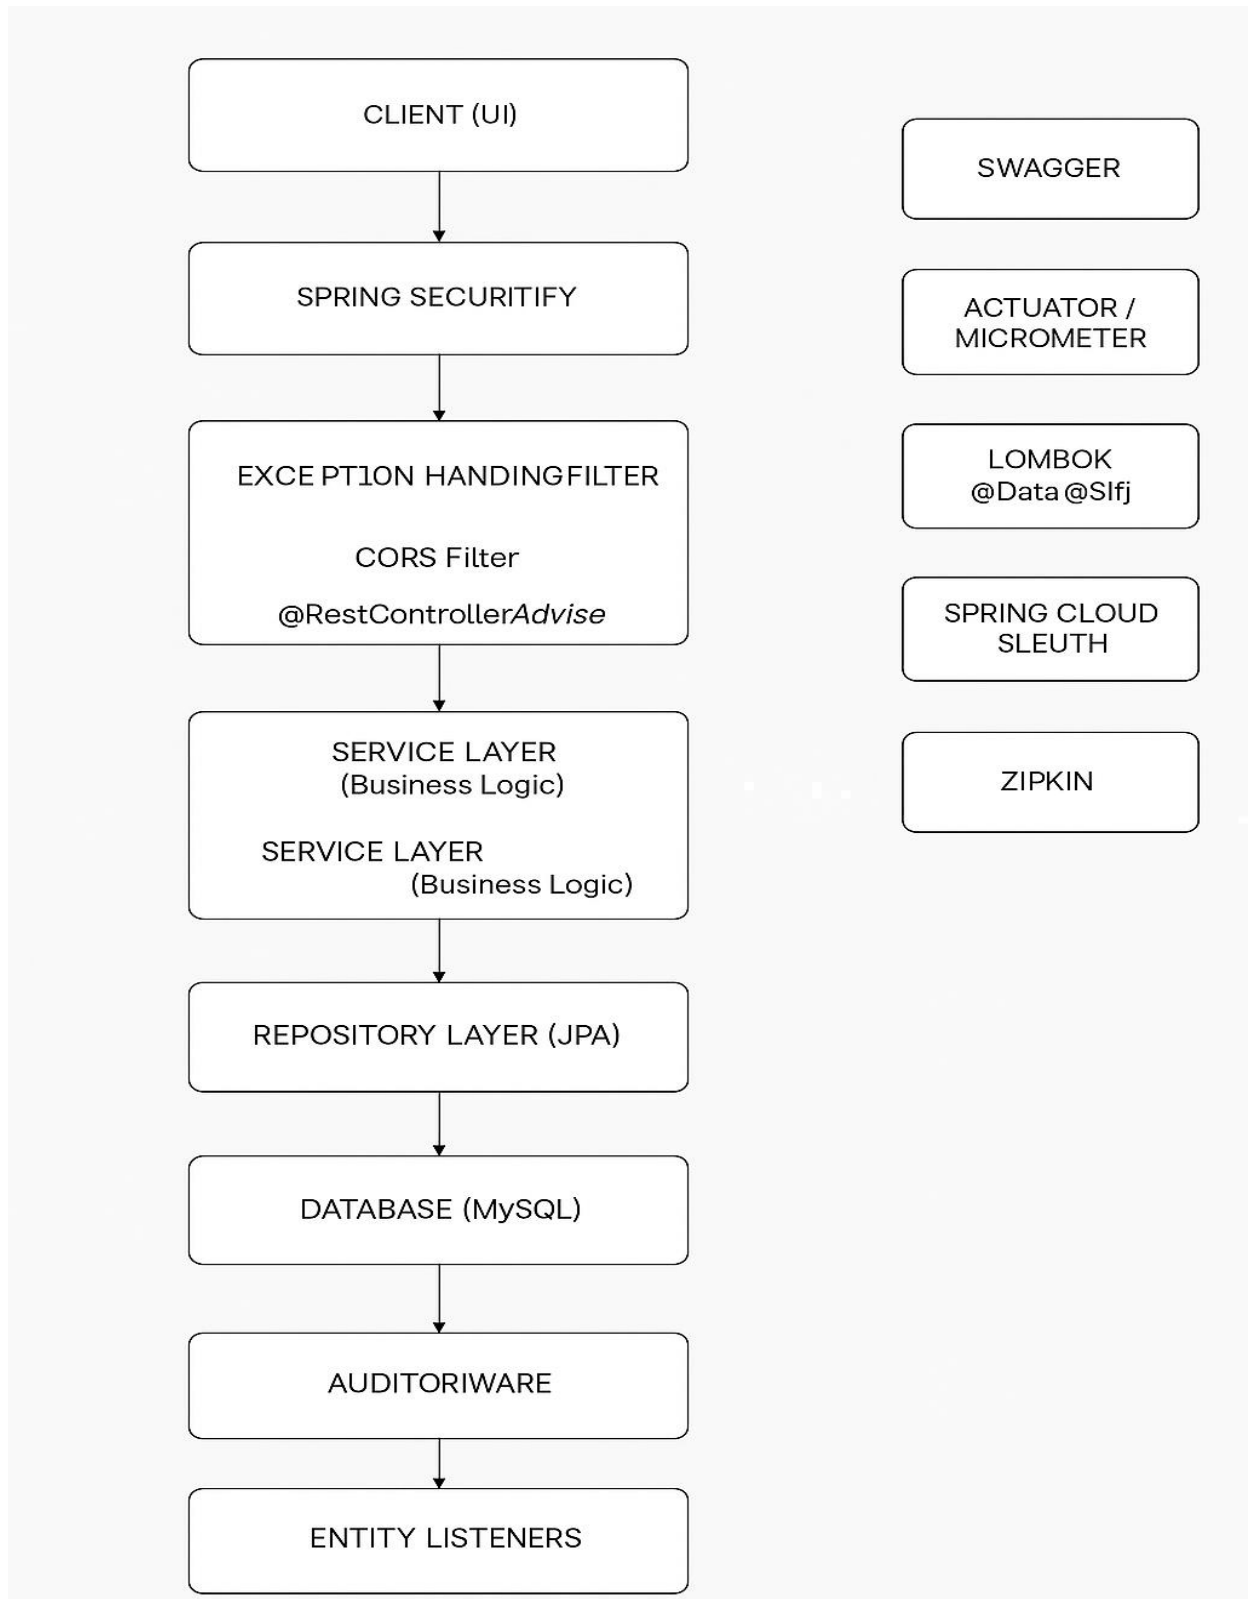 CLIENT (UI)
SPRING SECURITIFY
EXCE PT1ON HANDINGFILTER
CORS Filter
@RestControllerAdvise
SERVICE LAYER
(Business Logic)
SERVICE LAYER
(Business Logic)
REPOSITORY LAYER (JPA)
DATABASE (MySQL)
AUDITORIWARE
ENTITY LISTENERS
SWAGGER
ACTUATOR /
MICROMETER
LOMBOK
@Data @Slfj
SPRING CLOUD
SLEUTH
ZIPKIN